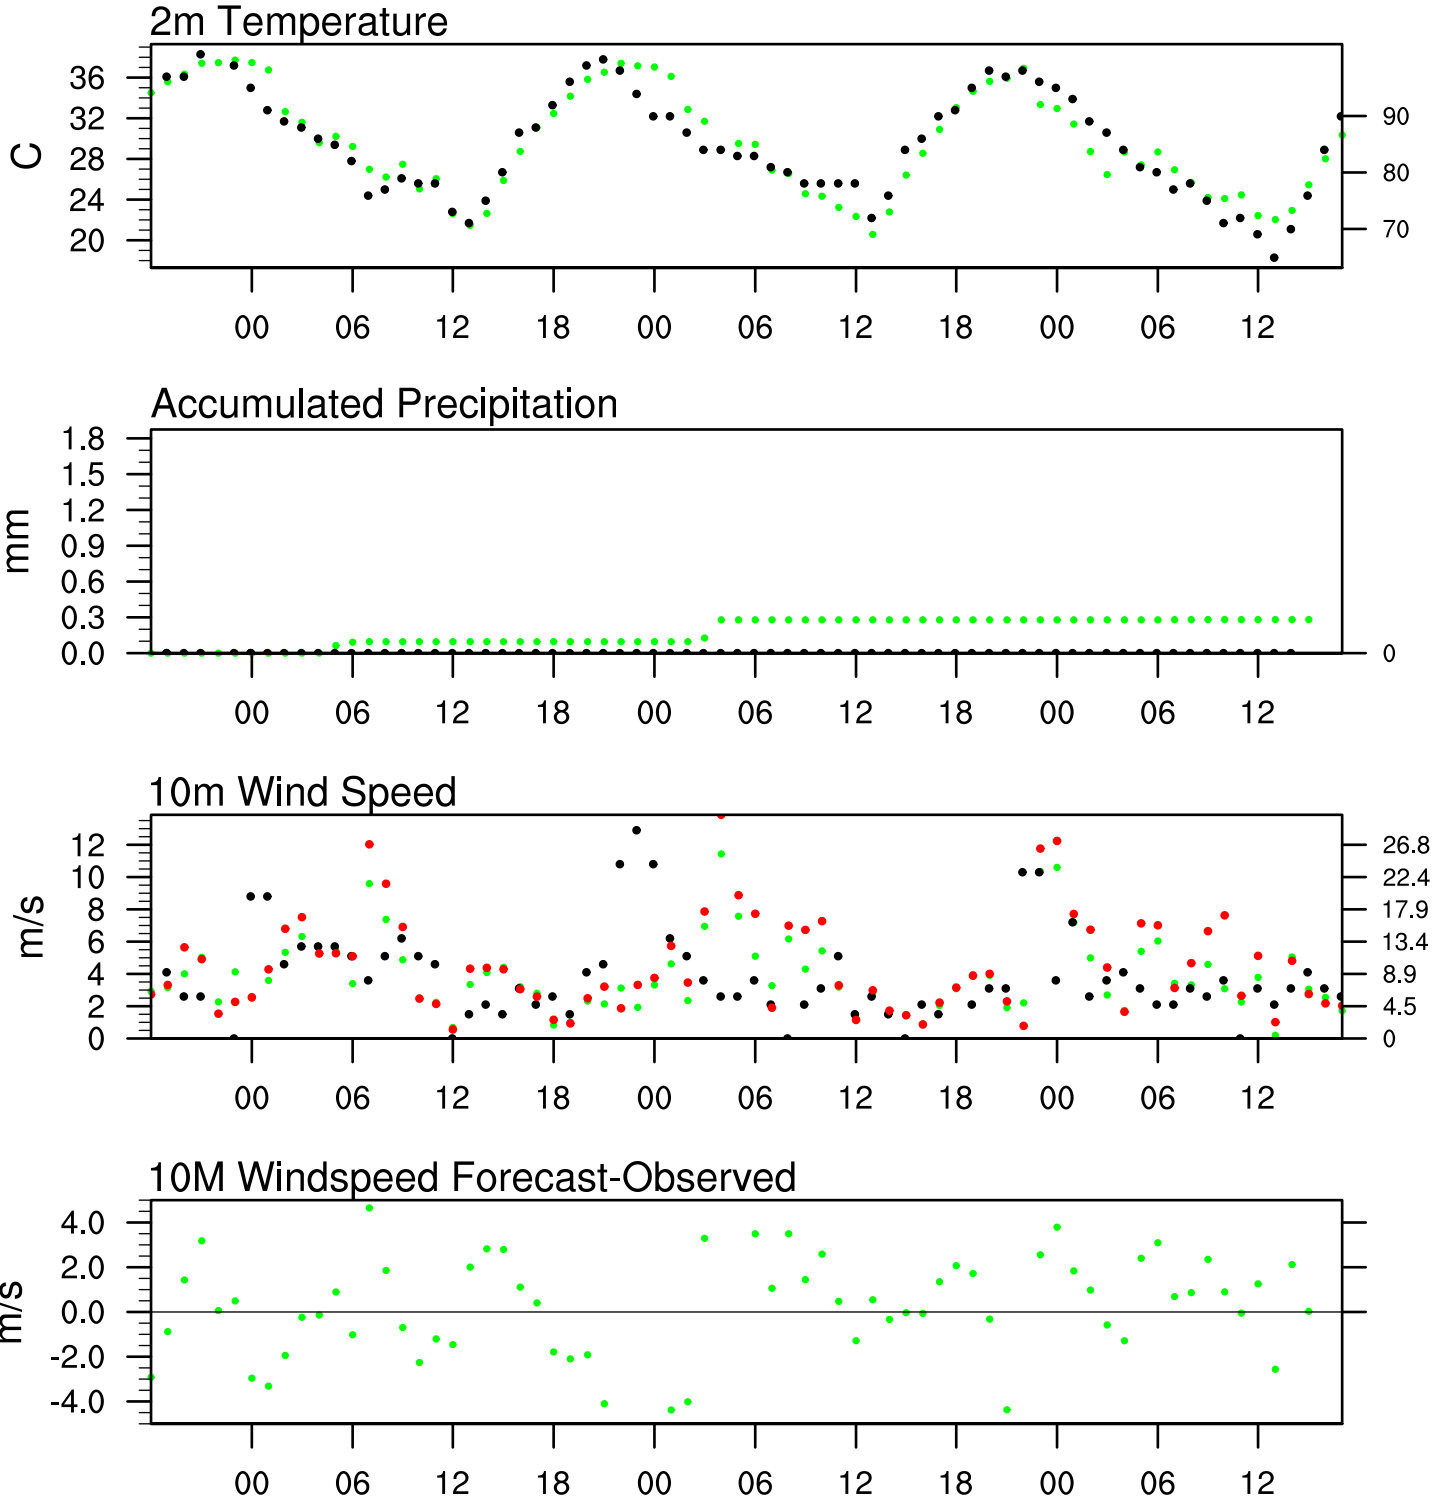 2m Temperature
C
36
32
28
24
20
90
80
70
00 06 12 18 00 06 12 18 00 06 12
Accumulated Precipitation
mm
1.8
1.5
1.2
0.9
0.6
0.3
0.0
0
00 06 12 18 00 06 12 18 00 06 12
10m Wind Speed
m/s
12
10
8
6
4
2
0
26.8
22.4
17.9
13.4
8.9
4.5
0
00 06 12 18 00 06 12 18 00 06 12
10M Windspeed Forecast-Observed
m/s
4.0
2.0
0.0
-2.0
-4.0
00 06 12 18 00 06 12 18 00 06 12